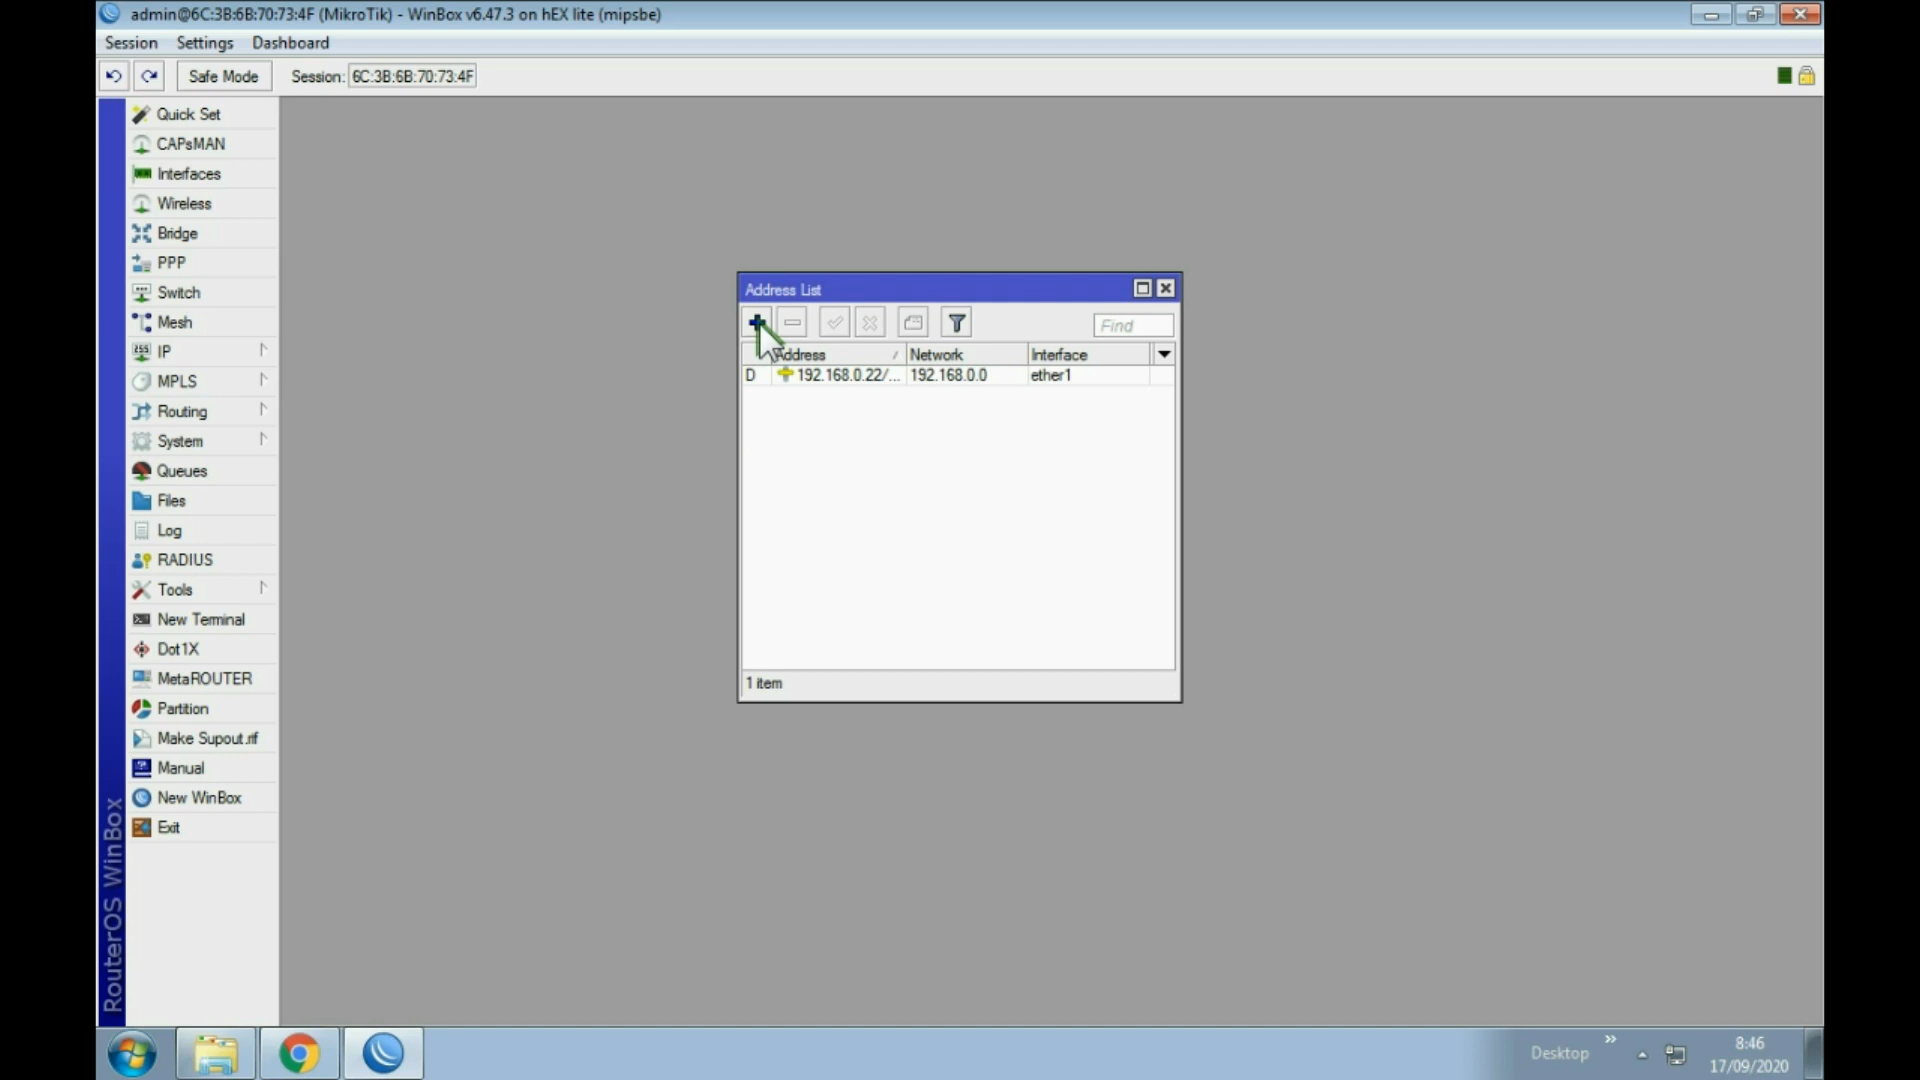 admin@6C:3B:6B:70:73:4F (MikroTik) - WinBox v6.47.3 on hEX lite (mipsbe)
Session Settings Dashboard
Safe Mode Session: 6C:3B:6B:70:73:4F
Quick Set
CAPsMAN
Interfaces
Wireless
Bridge
PPP
Switch
Mesh
IP
MPLS
Routing
System
Queues
Files
Log
RADIUS
Tools
New Terminal
Dot1X
MetaROUTER
Partition
Make Supout.rif
Manual
New WinBox
Exit
RouterOS WinBox
Address List
Find
Address Network Interface
D 192.168.0.22/... 192.168.0.0 ether1
1 item
Desktop
8:46
17/09/2020